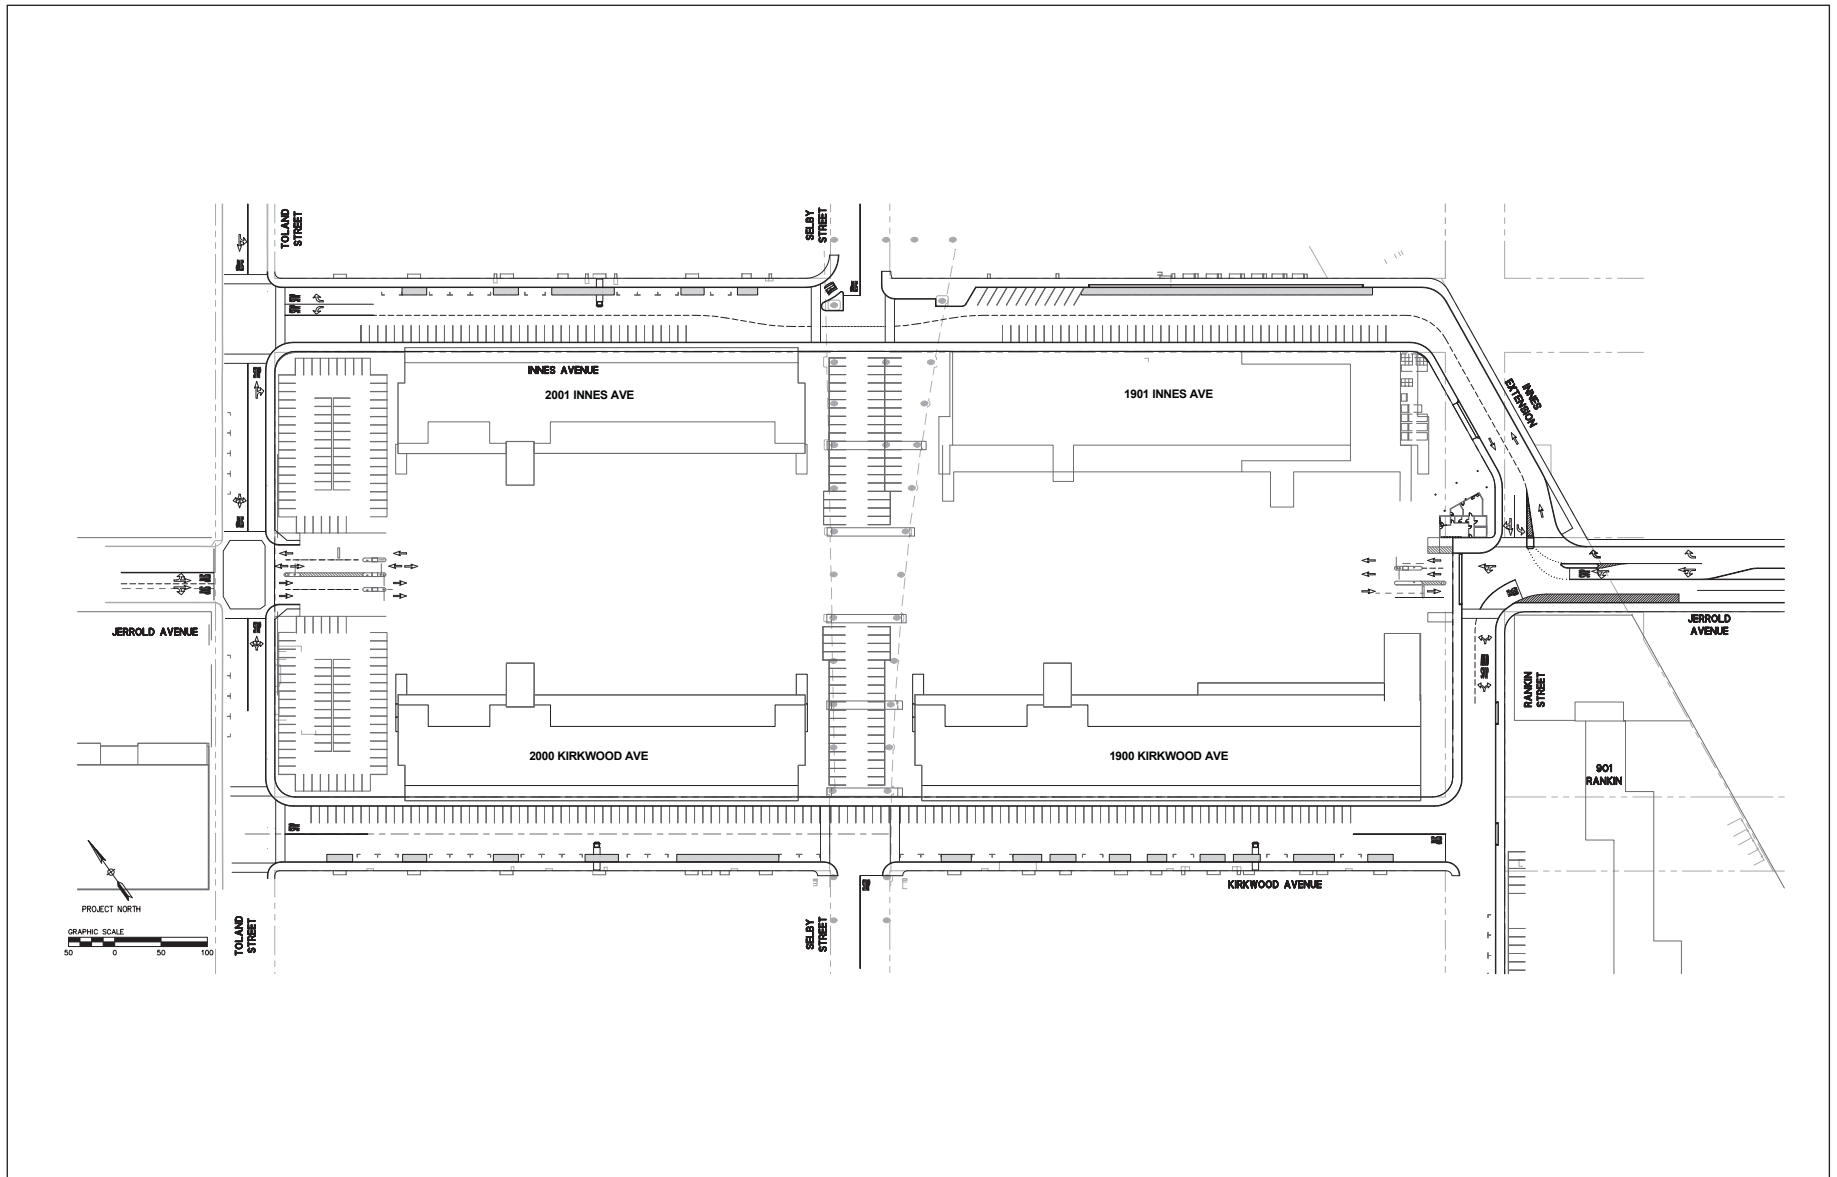 TOLAND
STREET
SELBY
STREET
INNES AVENUE
2001 INNES AVE
1901 INNES AVE
INNES
EXTENSION
JERROLD AVENUE
JERROLD
AVENUE
RANKIN
STREET
2000 KIRKWOOD AVE
1900 KIRKWOOD AVE
901
RANKIN
KIRKWOOD AVENUE
PROJECT NORTH
GRAPHIC SCALE
50 0 50 100
TOLAND
STREET
SELBY
STREET